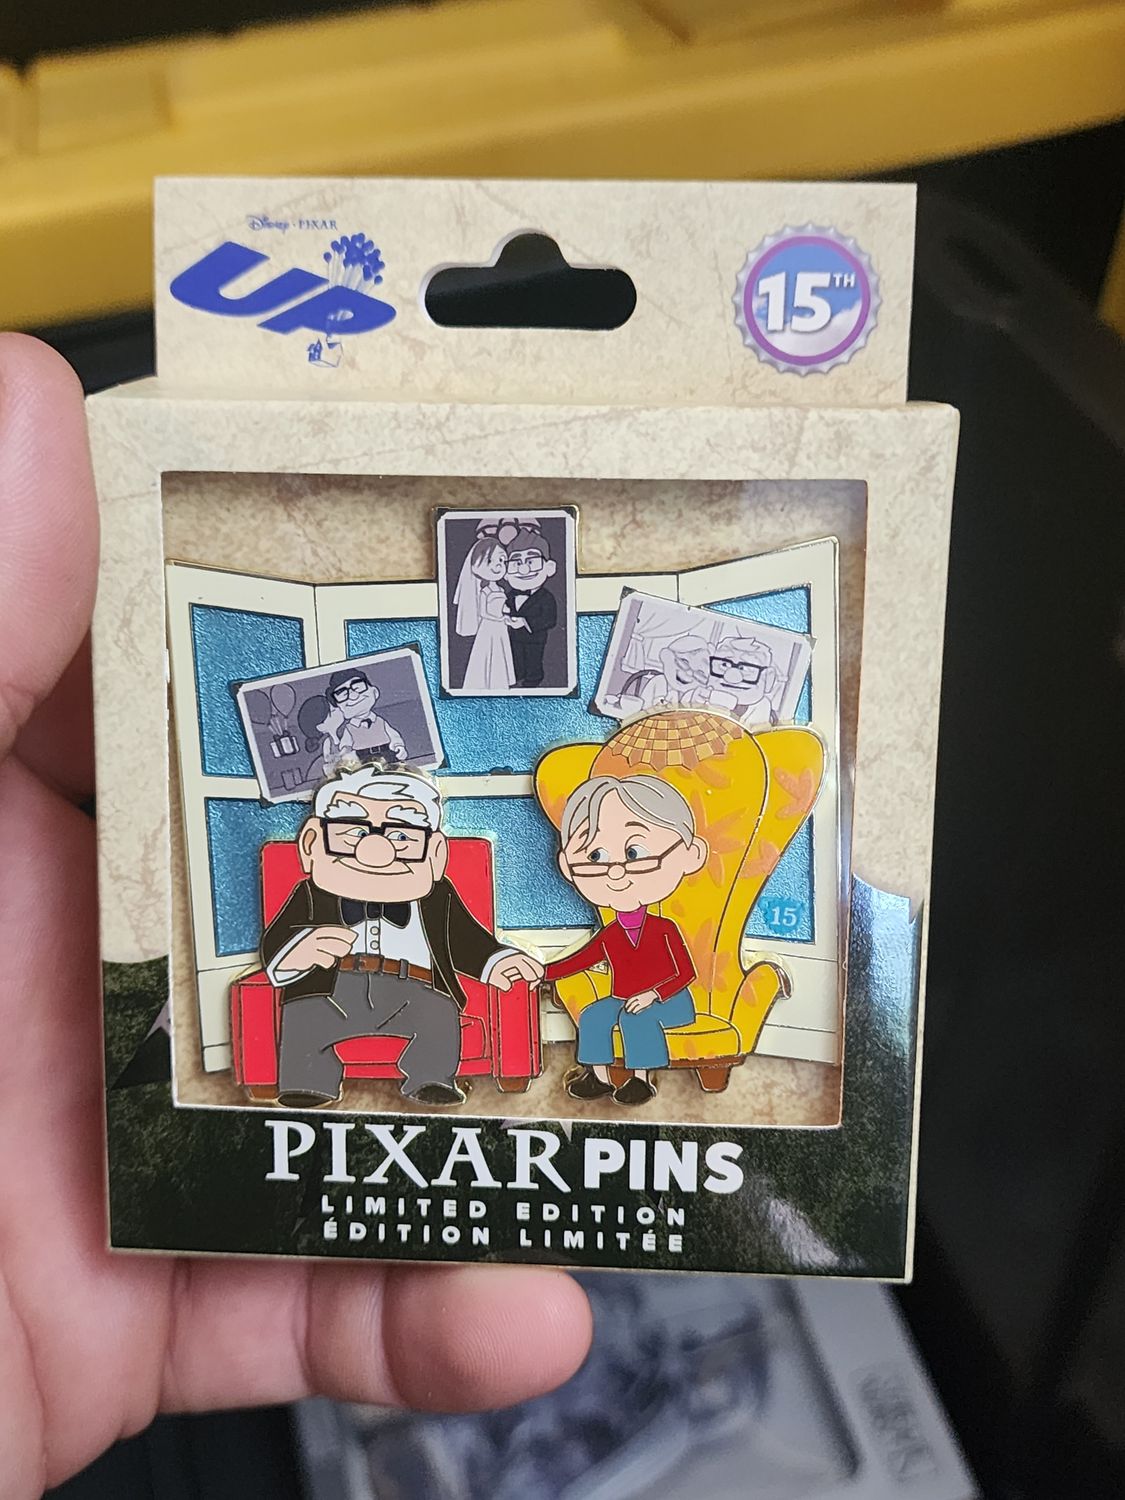 Disney · PIXAR
UP
15TH
15
PIXAR PINS
LIMITED EDITION
ÉDITION LIMITÉE